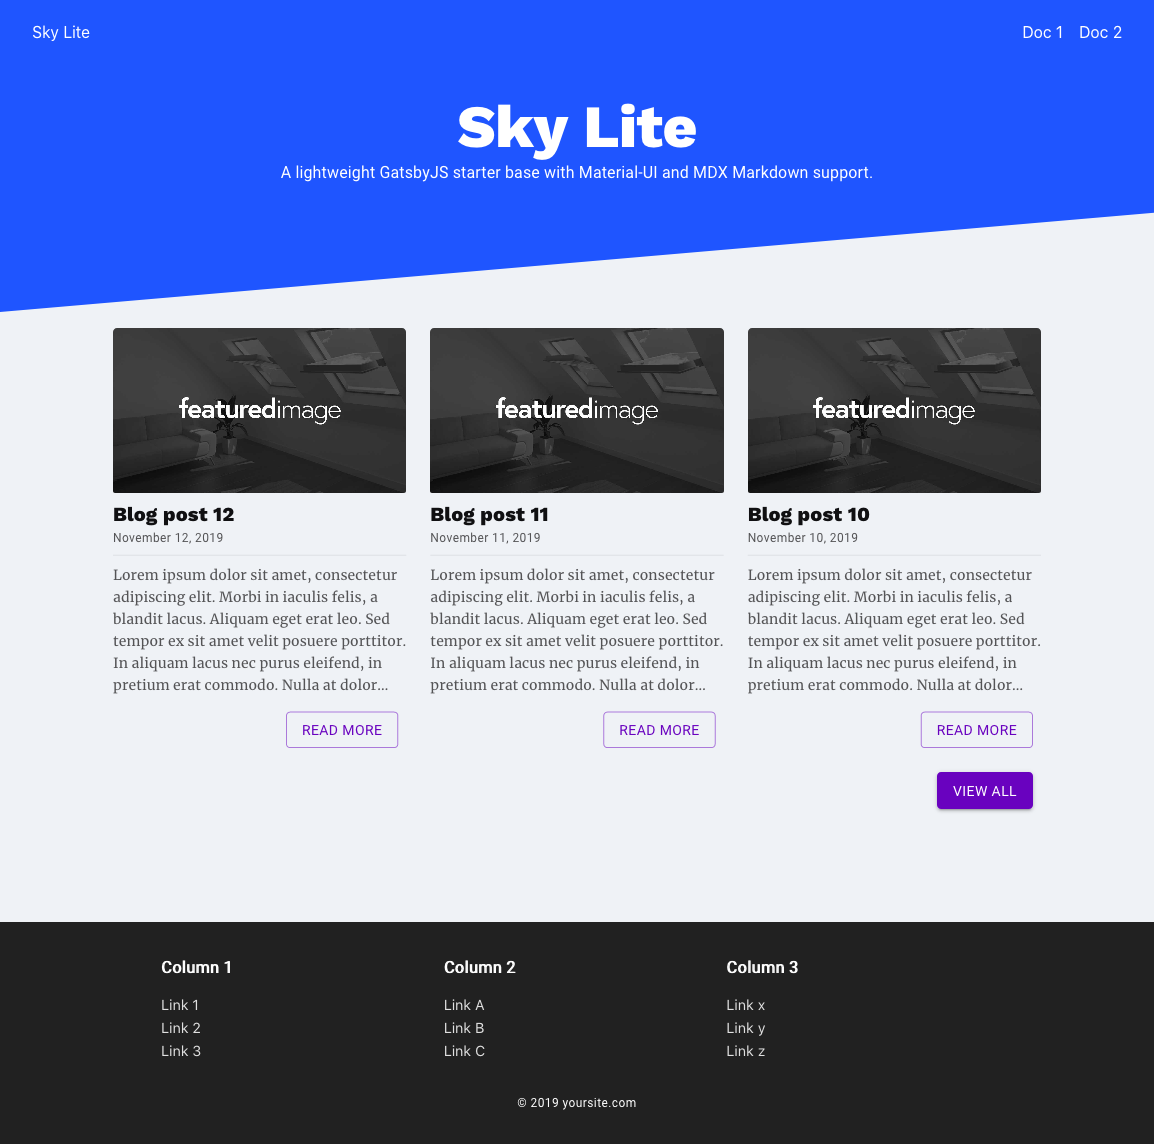 Sky Lite
Doc 1 Doc 2
Sky Lite
A lightweight GatsbyJS starter base with Material-UI and MDX Markdown support.
featuredimage
Blog post 12
November 12, 2019
Lorem ipsum dolor sit amet, consectetur
adipiscing elit. Morbi in iaculis felis, a
blandit lacus. Aliquam eget erat leo. Sed
tempor ex sit amet velit posuere porttitor.
In aliquam lacus nec purus eleifend, in
pretium erat commodo. Nulla at dolor...
READ MORE
featuredimage
Blog post 11
November 11, 2019
Lorem ipsum dolor sit amet, consectetur
adipiscing elit. Morbi in iaculis felis, a
blandit lacus. Aliquam eget erat leo. Sed
tempor ex sit amet velit posuere porttitor.
In aliquam lacus nec purus eleifend, in
pretium erat commodo. Nulla at dolor...
READ MORE
featuredimage
Blog post 10
November 10, 2019
Lorem ipsum dolor sit amet, consectetur
adipiscing elit. Morbi in iaculis felis, a
blandit lacus. Aliquam eget erat leo. Sed
tempor ex sit amet velit posuere porttitor.
In aliquam lacus nec purus eleifend, in
pretium erat commodo. Nulla at dolor...
READ MORE
VIEW ALL
Column 1
Link 1
Link 2
Link 3
Column 2
Link A
Link B
Link C
Column 3
Link x
Link y
Link z
© 2019 yoursite.com